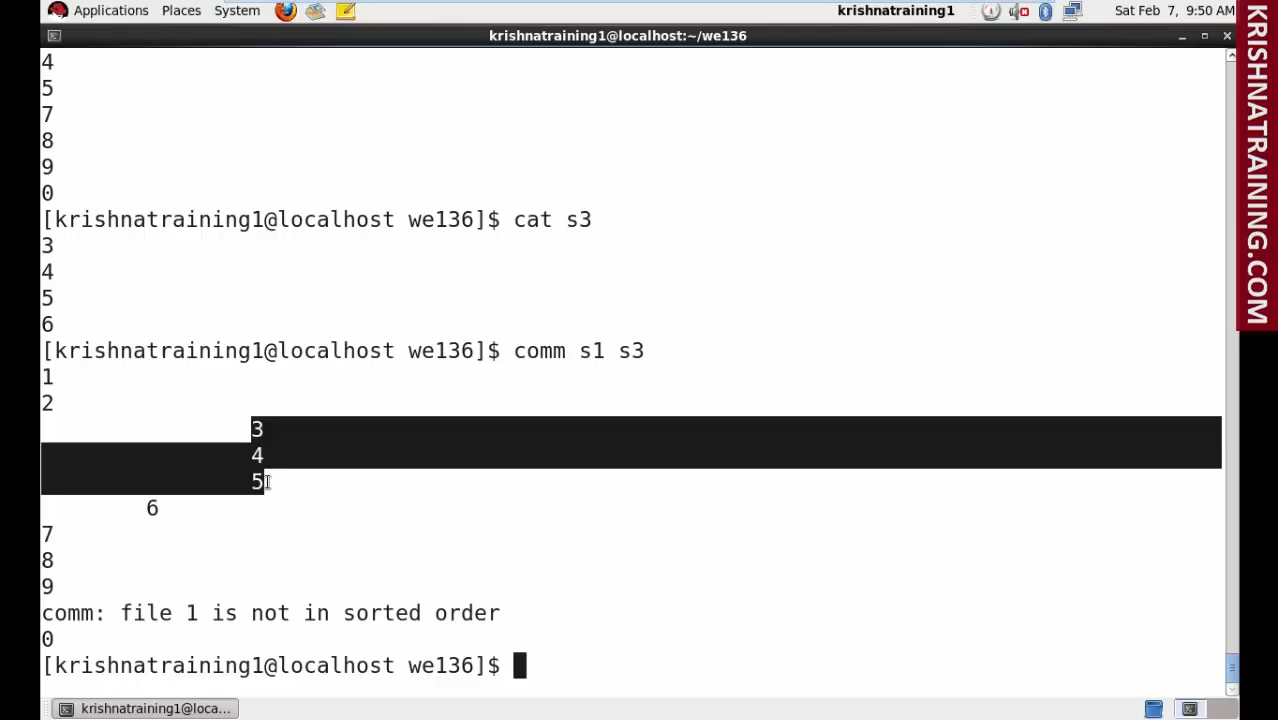 Applications Places System krishnatraining1 Sat Feb 7, 9:50 AM
krishnatraining1@localhost:~/we136
4
5
7
8
9
0
[krishnatraining1@localhost we136]$ cat s3
3
4
5
6
[krishnatraining1@localhost we136]$ comm s1 s3
1
2
3
4
5
6
7
8
9
comm: file 1 is not in sorted order
0
[krishnatraining1@localhost we136]$
krishnatraining1@loca...
KRISHNATRAINING.COM